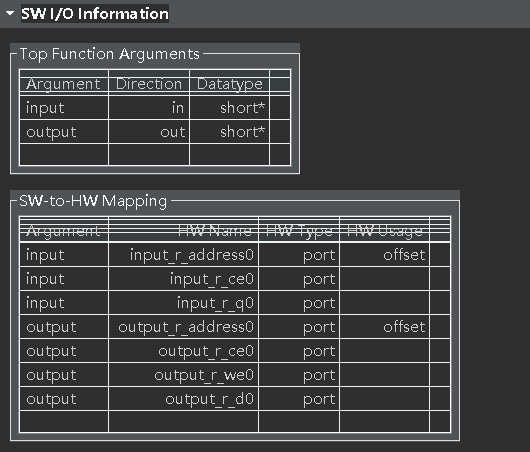 SW I/O Information
Top Function Arguments
Argument Direction Datatype
input in short*
output out short*
SW-to-HW Mapping
Argument HW Name HW Type HW Usage
input input_r_address0 port offset
input input_r_ce0 port
input input_r_q0 port
output output_r_address0 port offset
output output_r_ce0 port
output output_r_we0 port
output output_r_d0 port